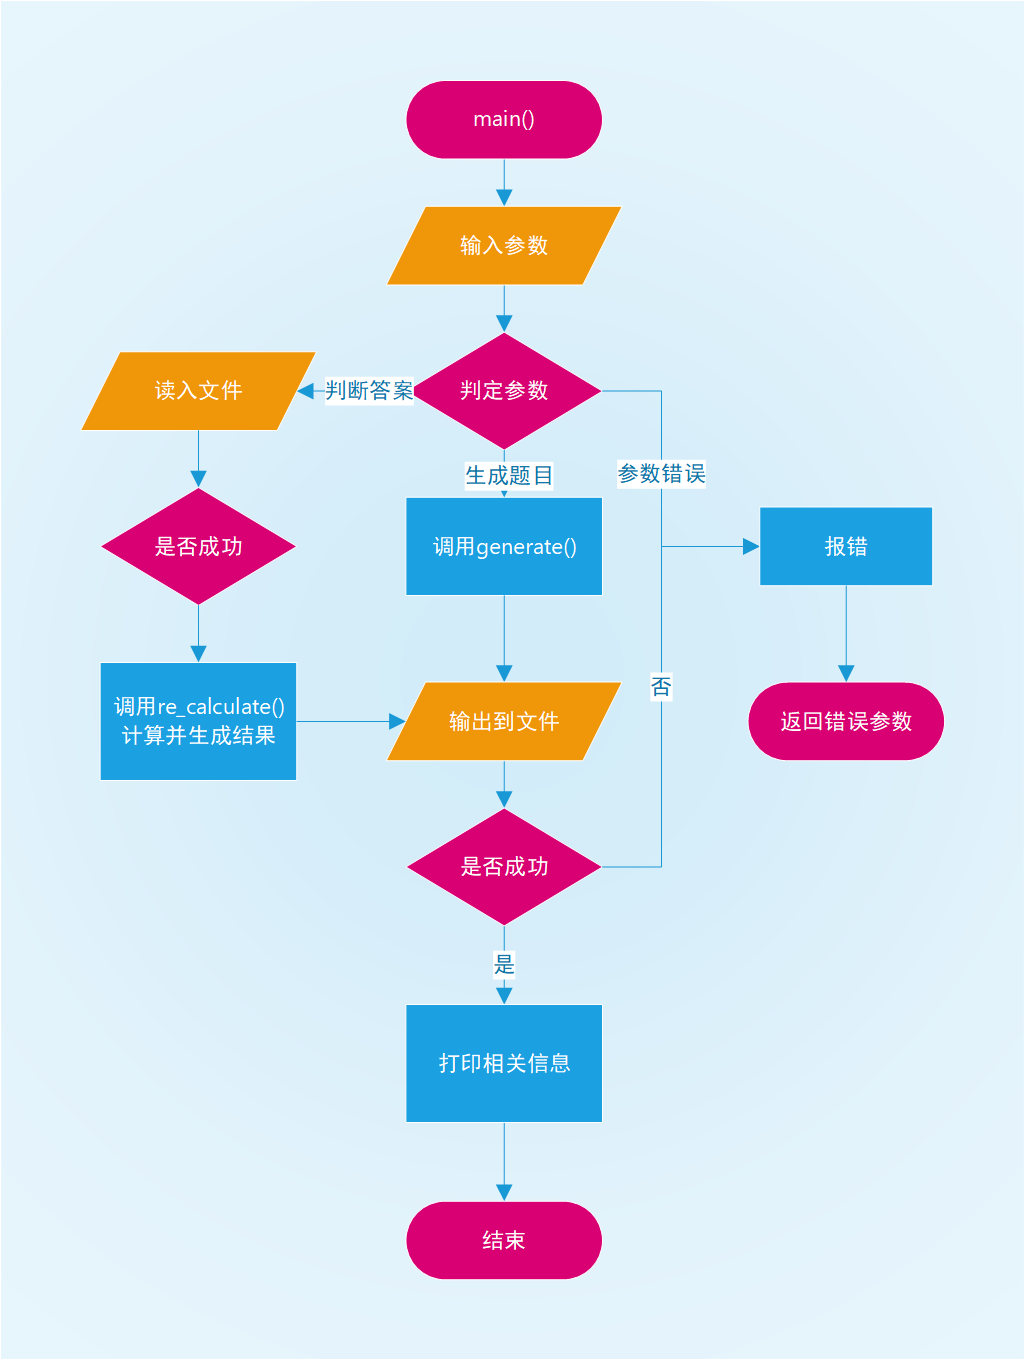 main()
输入参数
读入文件
判断答案
判定参数
生成题目
参数错误
是否成功
调用generate()
报错
否
调用re_calculate()
计算并生成结果
输出到文件
返回错误参数
是否成功
是
打印相关信息
结束